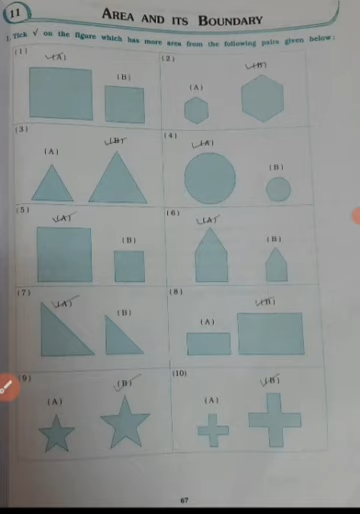 11
AREA AND ITS BOUNDARY
1. Tick √ on the figure which has more area from the following pairs given below:
(1) √(A) (B)
(2) (A) √(B)
(3) (A) √(B)
(4) √(A) (B)
(5) √(A) (B)
(6) √(A) (B)
(7) √(A) (B)
(8) (A) √(B)
(9) (A) √(B)
(10) (A) √(B)
67